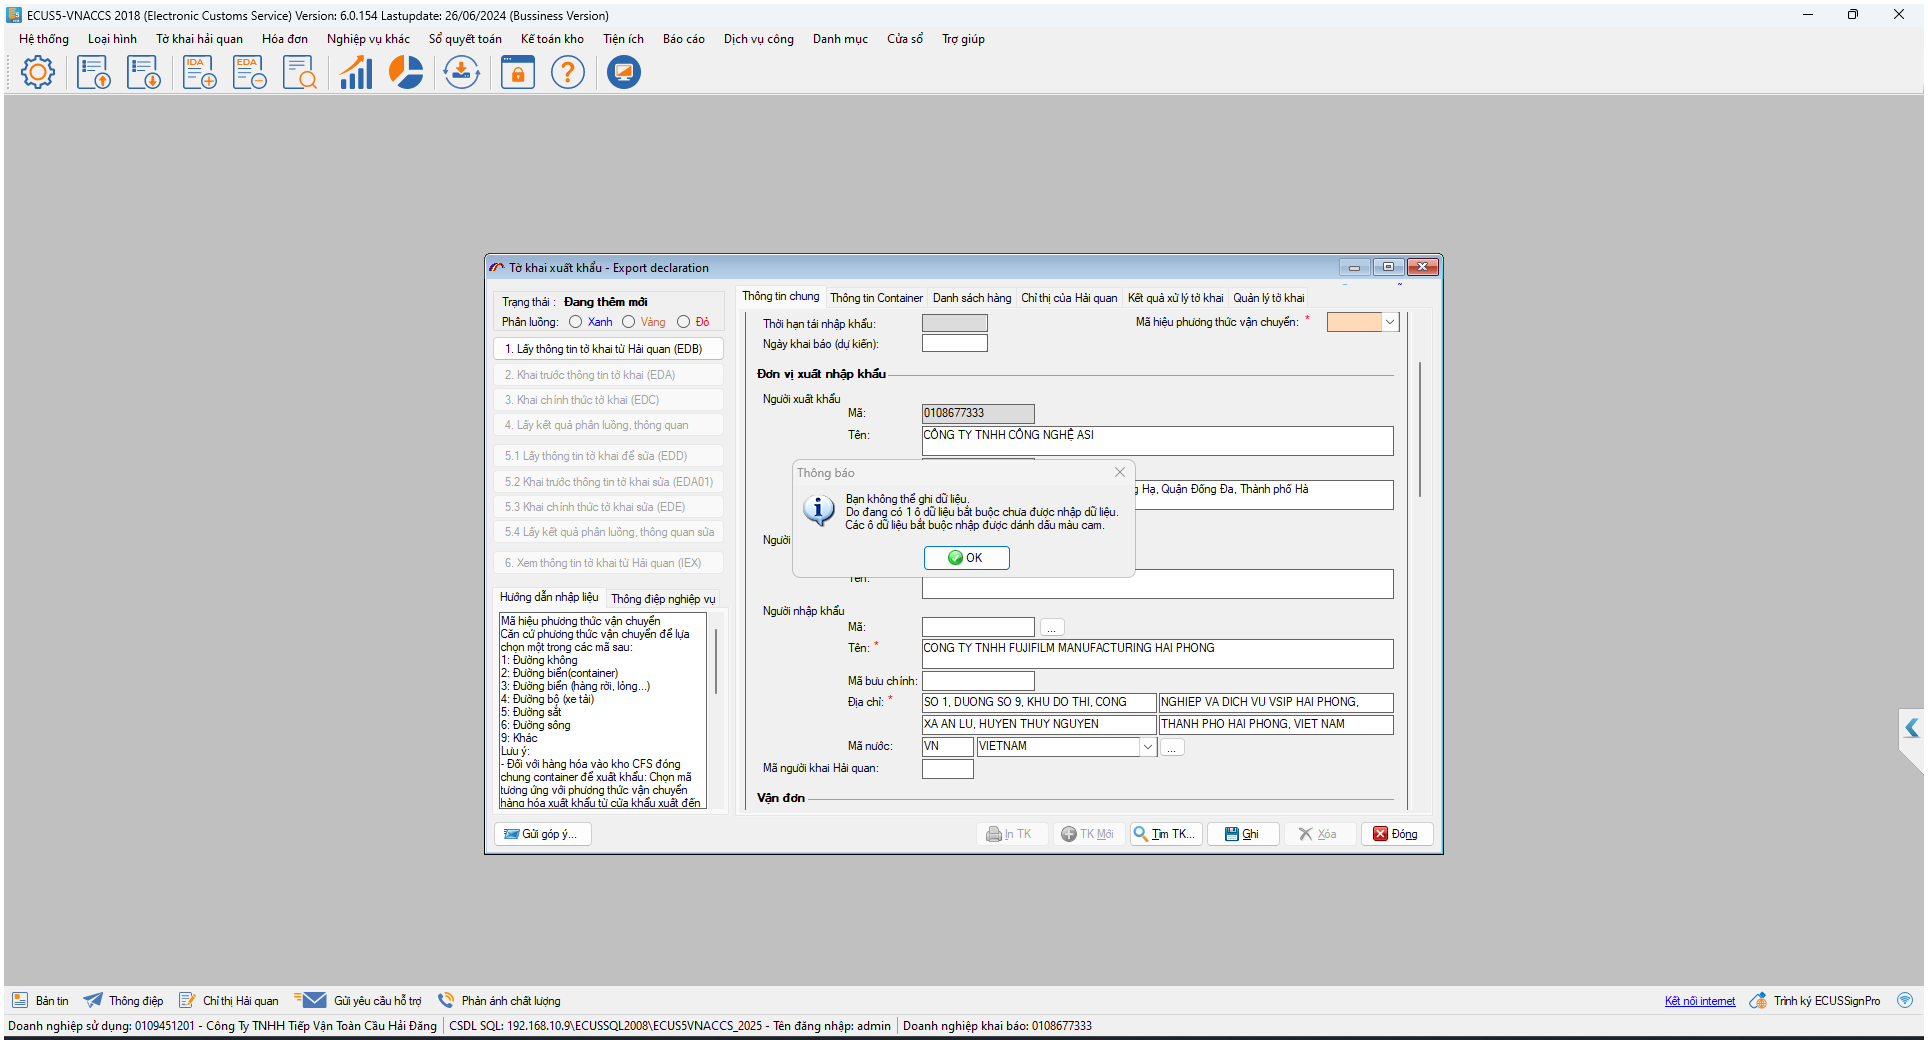 ECUS5-VNACCS 2018 (Electronic Customs Service) Version: 6.0.154 Lastupdate: 26/06/2024 (Bussiness Version)
Hệ thống Loại hình Tờ khai hải quan Hóa đơn Nghiệp vụ khác Sổ quyết toán Kế toán kho Tiện ích Báo cáo Dịch vụ công Danh mục Cửa sổ Trợ giúp
IDA EDA
Tờ khai xuất khẩu - Export declaration
Trạng thái : Đang thêm mới
Phân luồng: Xanh Vàng Đỏ
1. Lấy thông tin tờ khai từ Hải quan (EDB)
2. Khai trước thông tin tờ khai (EDA)
3. Khai chính thức tờ khai (EDC)
4. Lấy kết quả phân luồng, thông quan
5.1 Lấy thông tin tờ khai để sửa (EDD)
5.2 Khai trước thông tin tờ khai sửa (EDA01)
5.3 Khai chính thức tờ khai sửa (EDE)
5.4 Lấy kết quả phân luồng, thông quan sửa
6. Xem thông tin tờ khai từ Hải quan (IEX)
Hướng dẫn nhập liệu Thông điệp nghiệp vụ
Mã hiệu phương thức vận chuyển
Căn cứ phương thức vận chuyển để lựa
chọn một trong các mã sau:
1: Đường không
2: Đường biển(container)
3: Đường biển (hàng rời, lỏng...)
4: Đường bộ (xe tải)
5: Đường sắt
6: Đường sông
9: Khác
Lưu ý:
- Đối với hàng hóa vào kho CFS đóng
chung container để xuất khẩu: Chọn mã
tương ứng với phương thức vận chuyển
hàng hóa xuất khẩu từ cửa khẩu xuất đến
Gửi góp ý...
Thông tin chung Thông tin Container Danh sách hàng Chỉ thị của Hải quan Kết quả xử lý tờ khai Quản lý tờ khai
Thời hạn tái nhập khẩu: Mã hiệu phương thức vận chuyển: *
Ngày khai báo (dự kiến):
Đơn vị xuất nhập khẩu
Người xuất khẩu
Mã: 0108677333
Tên: CÔNG TY TNHH CÔNG NGHỆ ASI
Hạ, Quận Đống Đa, Thành phố Hà
Thông báo
Bạn không thể ghi dữ liệu.
Do đang có 1 ô dữ liệu bắt buộc chưa được nhập dữ liệu.
Các ô dữ liệu bắt buộc nhập được dánh dấu màu cam.
OK
Người
Tên:
Người nhập khẩu
Mã: ...
Tên: * CONG TY TNHH FUJIFILM MANUFACTURING HAI PHONG
Mã bưu chính:
Địa chỉ: * SO 1, DUONG SO 9, KHU DO THI, CONG NGHIEP VA DICH VU VSIP HAI PHONG,
XA AN LU, HUYEN THUY NGUYEN THANH PHO HAI PHONG, VIET NAM
Mã nước: VN VIETNAM ...
Mã người khai Hải quan:
Vận đơn
In TK TK Mới Tìm TK... Ghi Xóa Đóng
Bản tin Thông điệp Chỉ thị Hải quan Gửi yêu cầu hỗ trợ Phản ánh chất lượng Kết nối internet Trình ký ECUSSignPro
Doanh nghiệp sử dụng: 0109451201 - Công Ty TNHH Tiếp Vận Toàn Cầu Hải Đăng CSDL SQL: 192.168.10.9\ECUSSQL2008\ECUS5VNACCS_2025 - Tên đăng nhập: admin Doanh nghiệp khai báo: 0108677333